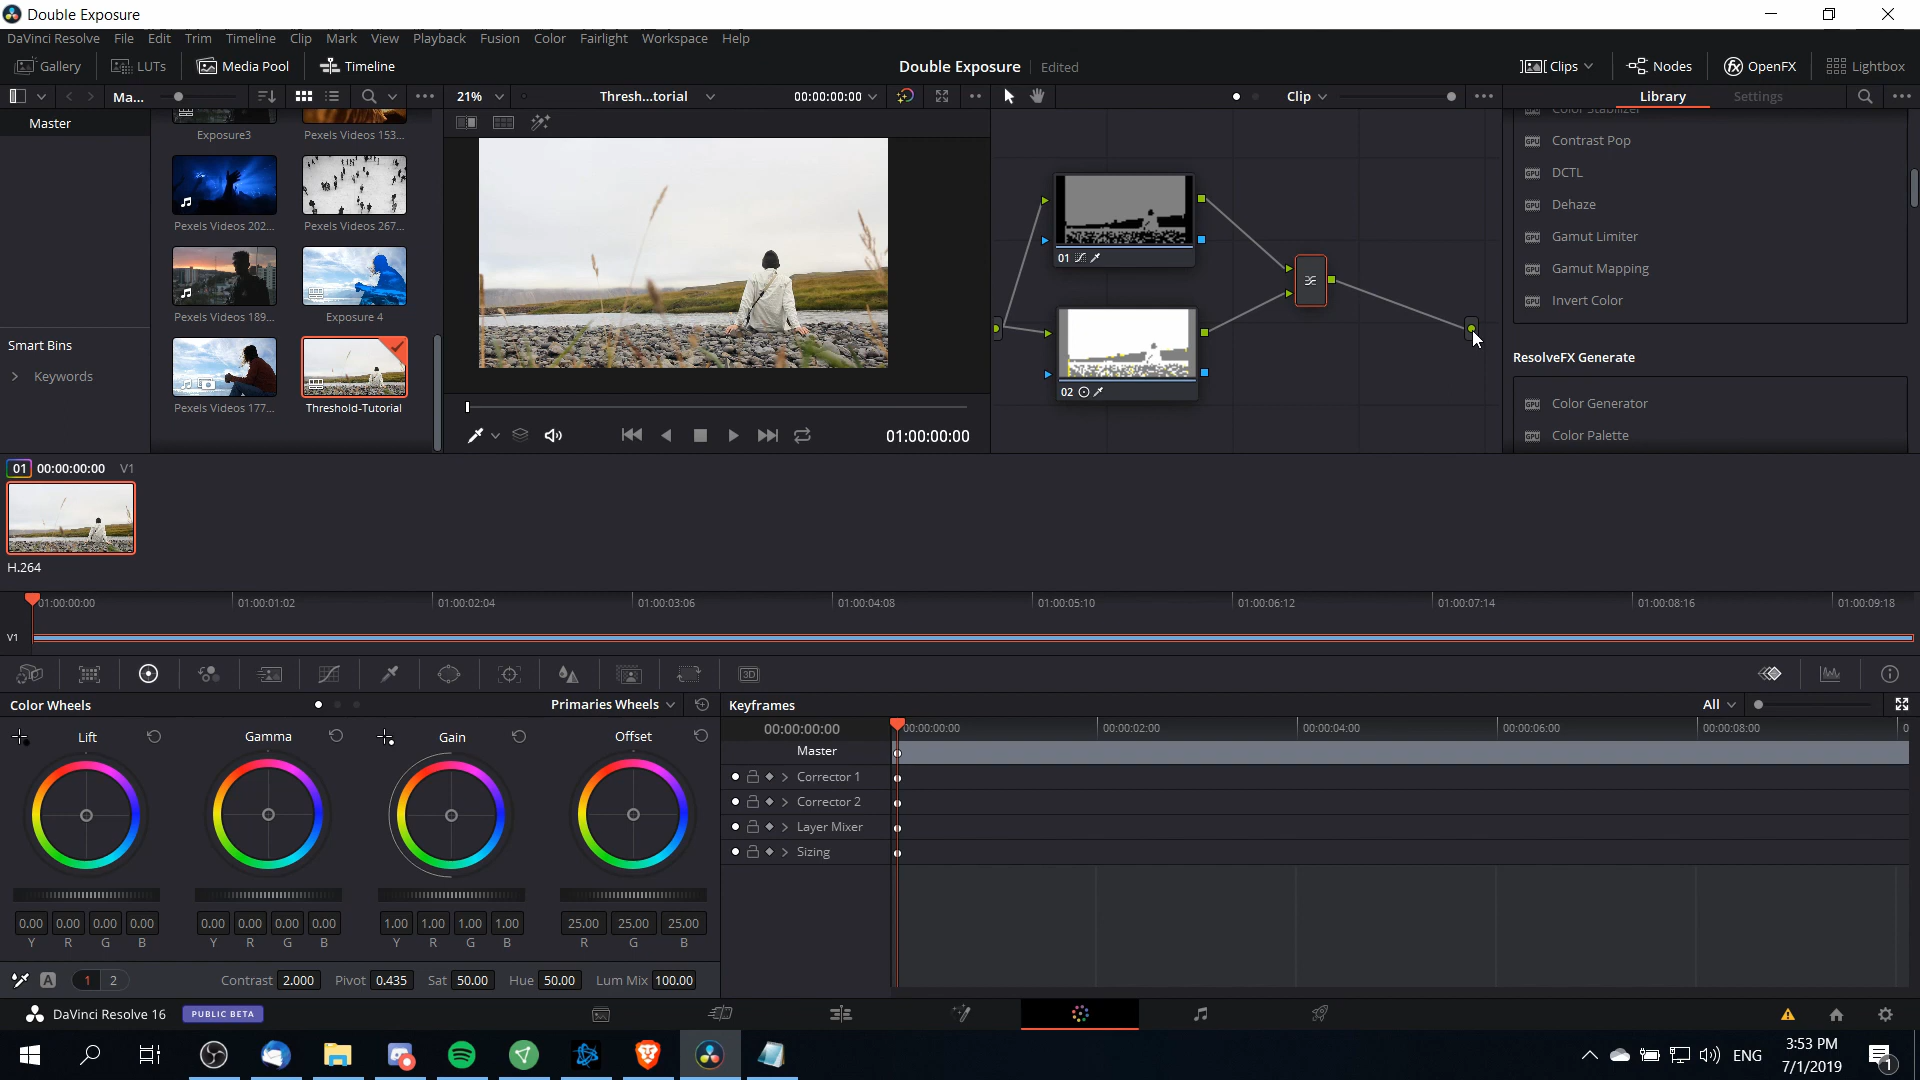 Double Exposure
DaVinci Resolve File Edit Trim Timeline Clip Mark View Playback Fusion Color Fairlight Workspace Help
Gallery LUTs Media Pool Timeline Double Exposure Edited Clips Nodes OpenFX Lightbox
Ma... 21% Thresh...torial 00:00:00:00 Clip Library Settings
Master
Exposure3 Pexels Videos 153...
Pexels Videos 202... Pexels Videos 267...
Pexels Videos 189... Exposure 4
Pexels Videos 177... Threshold-Tutorial
Smart Bins
Keywords
01:00:00:00
01
02
Color Stabilizer
Contrast Pop
DCTL
Dehaze
Gamut Limiter
Gamut Mapping
Invert Color
ResolveFX Generate
Color Generator
Color Palette
01 00:00:00:00 V1
H.264
01:00:00:00 01:00:01:02 01:00:02:04 01:00:03:06 01:00:04:08 01:00:05:10 01:00:06:12 01:00:07:14 01:00:08:16 01:00:09:18
V1
3D
Color Wheels Primaries Wheels
Lift Gamma Gain Offset
0.00 0.00 0.00 0.00 0.00 0.00 0.00 0.00 1.00 1.00 1.00 1.00 25.00 25.00 25.00
Y R G B Y R G B Y R G B R G B
A 1 2 Contrast 2.000 Pivot 0.435 Sat 50.00 Hue 50.00 Lum Mix 100.00
Keyframes All
00:00:00:00 00:00:00:00 00:00:02:00 00:00:04:00 00:00:06:00 00:00:08:00 0
Master
Corrector 1
Corrector 2
Layer Mixer
Sizing
DaVinci Resolve 16 PUBLIC BETA
ENG 3:53 PM
7/1/2019
1